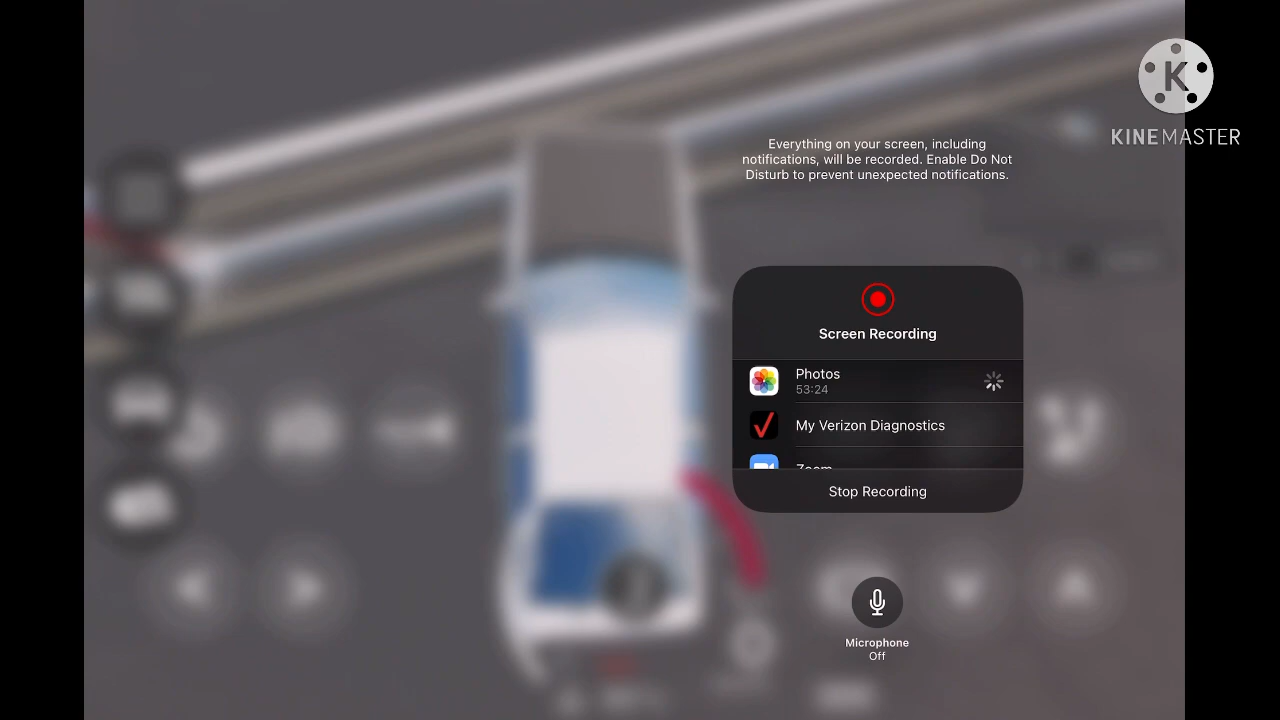 Everything on your screen, including
notifications, will be recorded. Enable Do Not
Disturb to prevent unexpected notifications.
K
KINEMASTER
Screen Recording
Photos
53:24
My Verizon Diagnostics
Zoom
Stop Recording
Microphone
Off